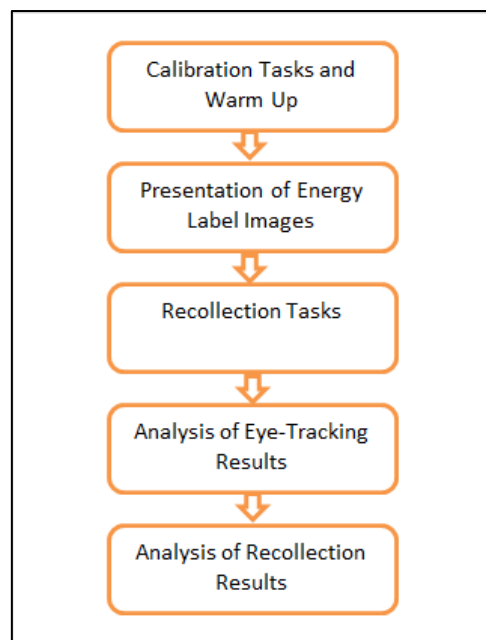 Calibration Tasks and
Warm Up
Presentation of Energy
Label Images
Recollection Tasks
Analysis of Eye-Tracking
Results
Analysis of Recollection
Results